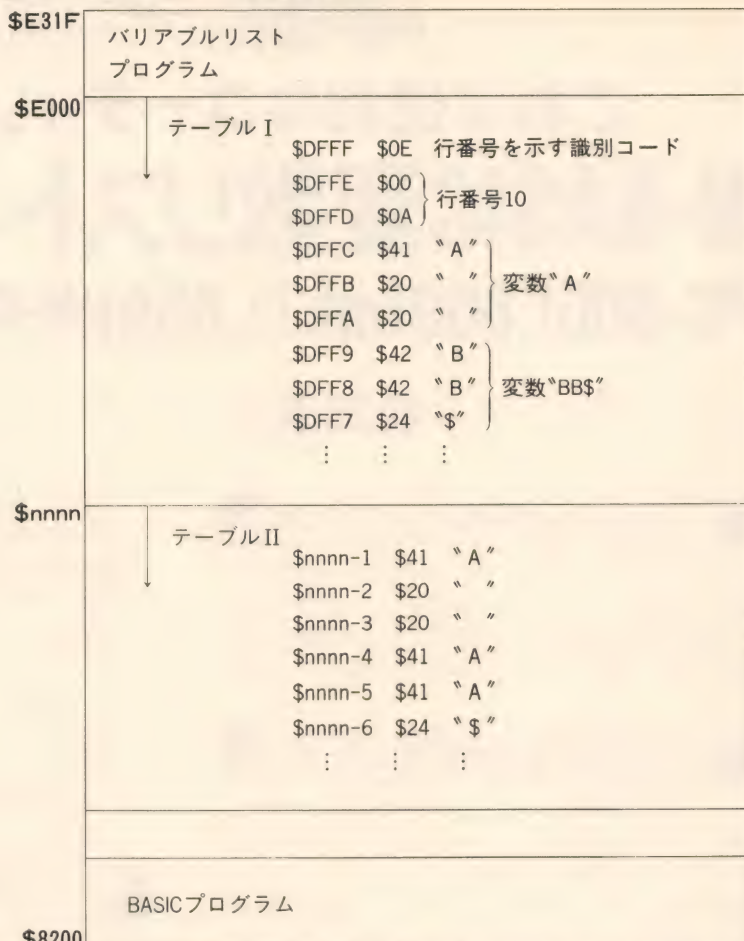 $E31F
バリアブルリスト
プログラム
$E000
テーブルⅠ
$DFFF $0E 行番号を示す識別コード
$DFFE $00
行番号10
$DFFD $0A
$DFFC $41 〝A〞
$DFFB $20 〝 〞 変数〝A〞
$DFFA $20 〝 〞
$DFF9 $42 〝B〞
$DFF8 $42 〝B〞 変数〝BB$〞
$DFF7 $24 〝$〞
⋮ ⋮ ⋮
$nnnn
テーブルⅡ
$nnnn-1 $41 〝A〞
$nnnn-2 $20 〝 〞
$nnnn-3 $20 〝 〞
$nnnn-4 $41 〝A〞
$nnnn-5 $41 〝A〞
$nnnn-6 $24 〝$〞
⋮ ⋮ ⋮
BASICプログラム
$8200